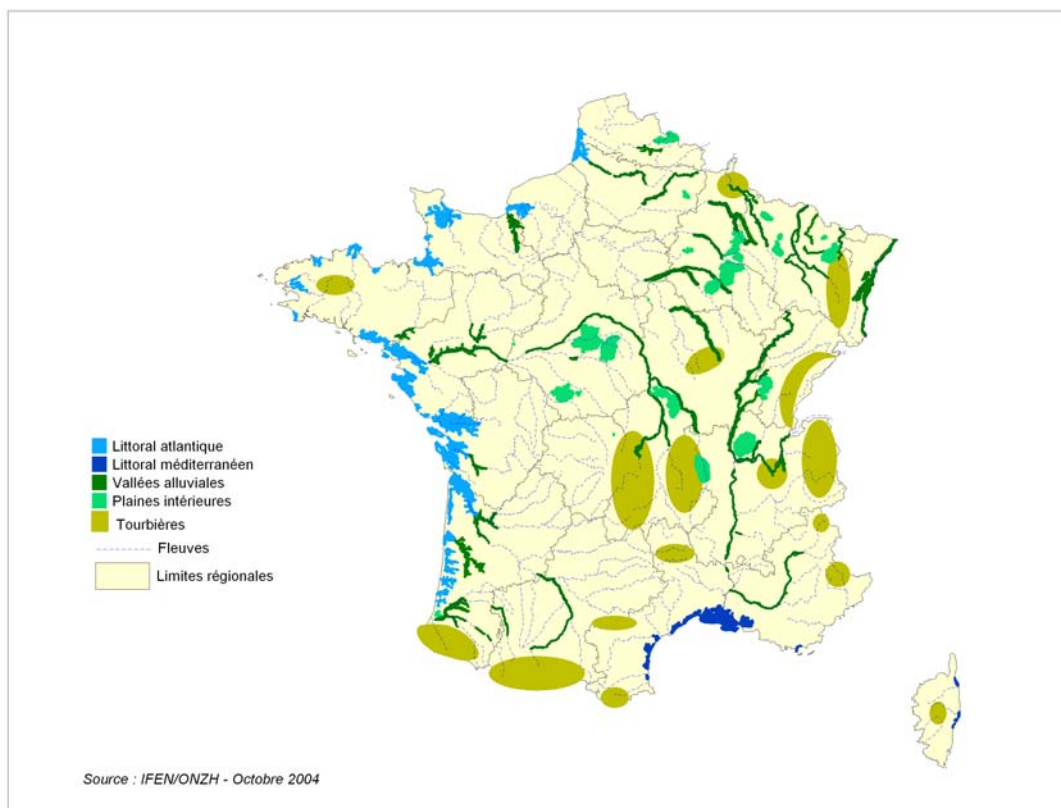 Littoral atlantique
Littoral méditerranéen
Vallées alluviales
Plaines intérieures
Tourbières
Fleuves
Limites régionales
Source : IFEN/ONZH - Octobre 2004